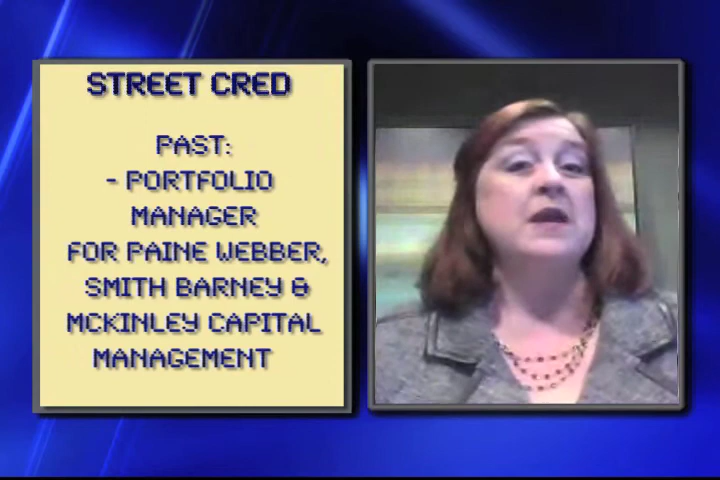 STREET CRED
PAST:
- PORTFOLIO
MANAGER
FOR PAINE WEBBER,
SMITH BARNEY &
MCKINLEY CAPITAL
MANAGEMENT